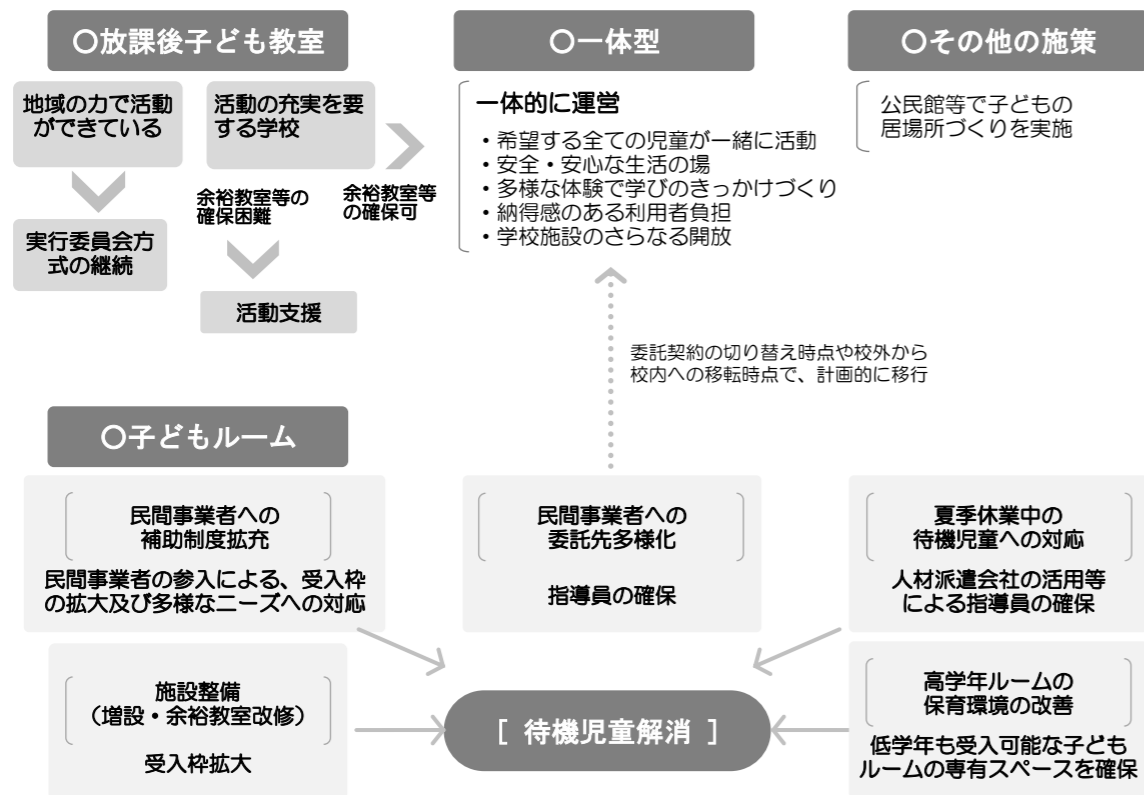 〇放課後子ども教室
地域の力で活動
ができている
実行委員会方
式の継続
活動の充実を要
する学校
余裕教室等の
確保困難
余裕教室等
の確保可
活動支援
〇一体型
一体的に運営
・希望する全ての児童が一緒に活動
・安全・安心な生活の場
・多様な体験で学びのきっかけづくり
・納得感のある利用者負担
・学校施設のさらなる開放
〇その他の施策
公民館等で子どもの
居場所づくりを実施
委託契約の切り替え時点や校外から
校内への移転時点で、計画的に移行
〇子どもルーム
民間事業者への
補助制度拡充
民間事業者の参入による、受入枠
の拡大及び多様なニーズへの対応
民間事業者への
委託先多様化
指導員の確保
夏季休業中の
待機児童への対応
人材派遣会社の活用等
による指導員の確保
施設整備
（増設・余裕教室改修）
受入枠拡大
[ 待機児童解消 ]
高学年ルームの
保育環境の改善
低学年も受入可能な子ども
ルームの専有スペースを確保